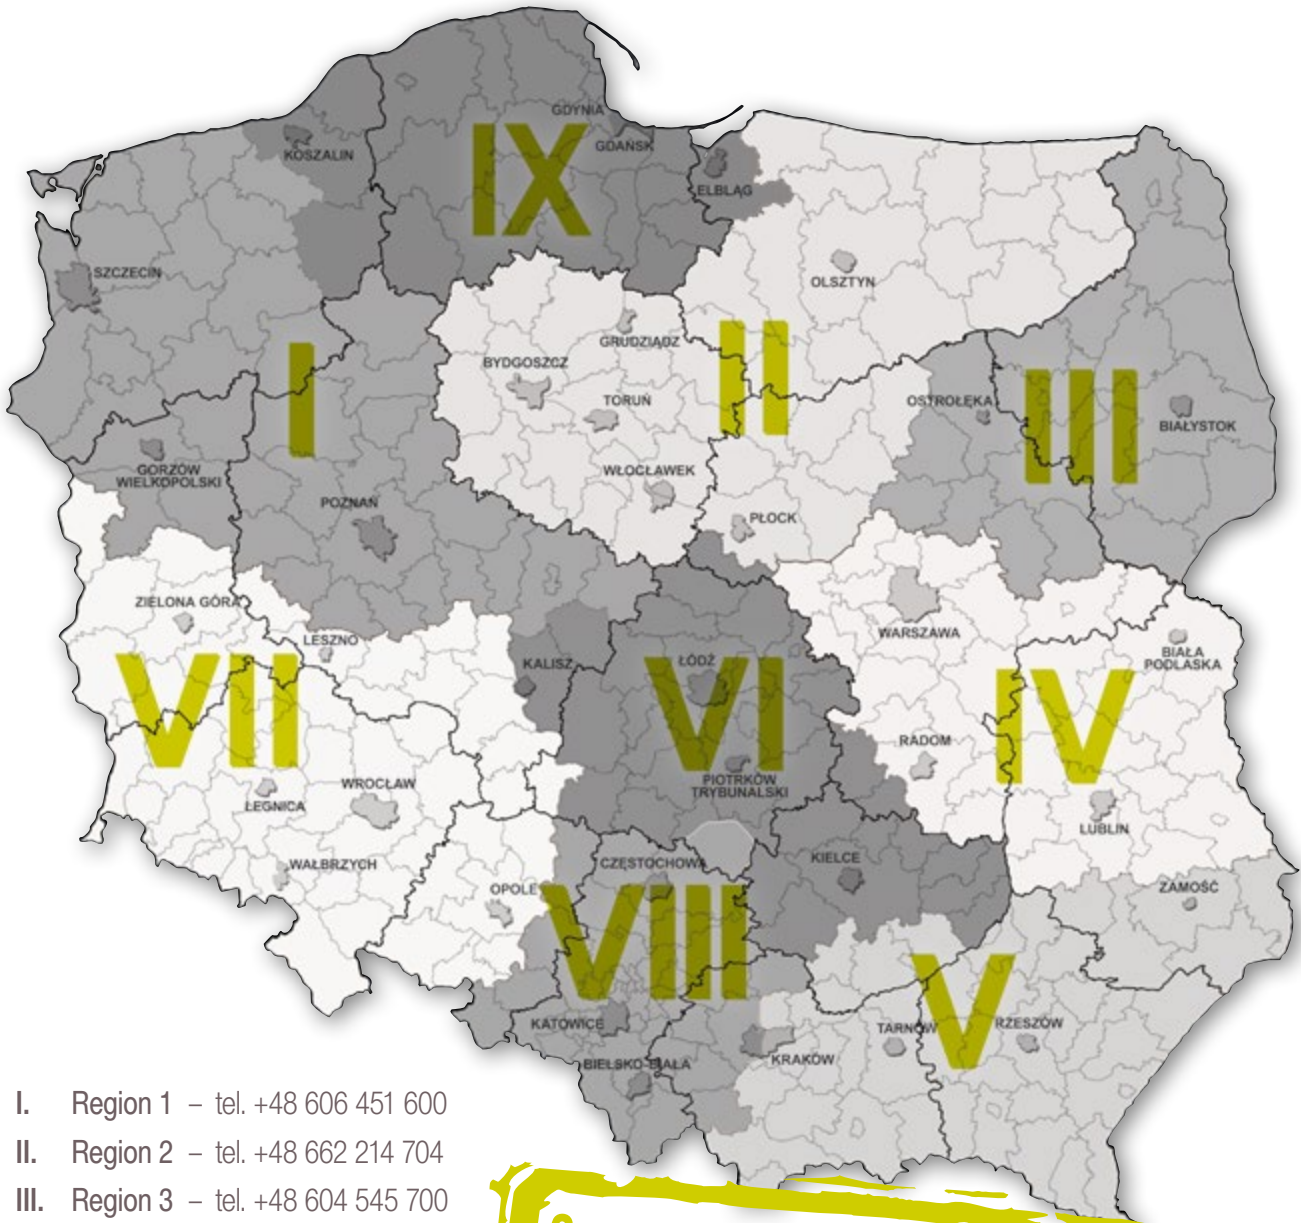 GDYNIA
IX
GDAŃSK
KOSZALIN
ELBLĄG
SZCZECIN
OLSZTYN
GRUDZIĄDZ
II
I
BYDGOSZCZ
III
TORUŃ
OSTROŁĘKA
BIAŁYSTOK
GORZÓW
WIELKOPOLSKI
WŁOCŁAWEK
POZNAŃ
PŁOCK
ZIELONA GÓRA
WARSZAWA
LESZNO
BIAŁA
PODLASKA
KALISZ
ŁÓDŹ
VII
VI
IV
RADOM
PIOTRKÓW
TRYBUNALSKI
WROCŁAW
LEGNICA
LUBLIN
WAŁBRZYCH
CZĘSTOCHOWA
KIELCE
OPOLE
ZAMOŚĆ
VIII
V
KATOWICE
TARNÓW
RZESZÓW
KRAKÓW
BIELSKO-BIAŁA
I. Region 1 – tel. +48 606 451 600
II. Region 2 – tel. +48 662 214 704
III. Region 3 – tel. +48 604 545 700